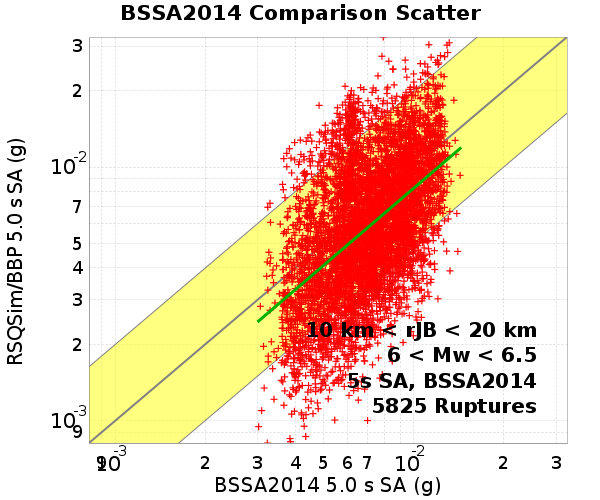 BSSA2014 Comparison Scatter
RSQSim/BBP 5.0 s SA (g)
3
2
10-2
7
5
4
3
2
10-3
9
10 km < rJB < 20 km
6 < Mw < 6.5
5s SA, BSSA2014
5825 Ruptures
9 10-3 2 3 4 5 6 7 10-2 2 3
BSSA2014 5.0 s SA (g)